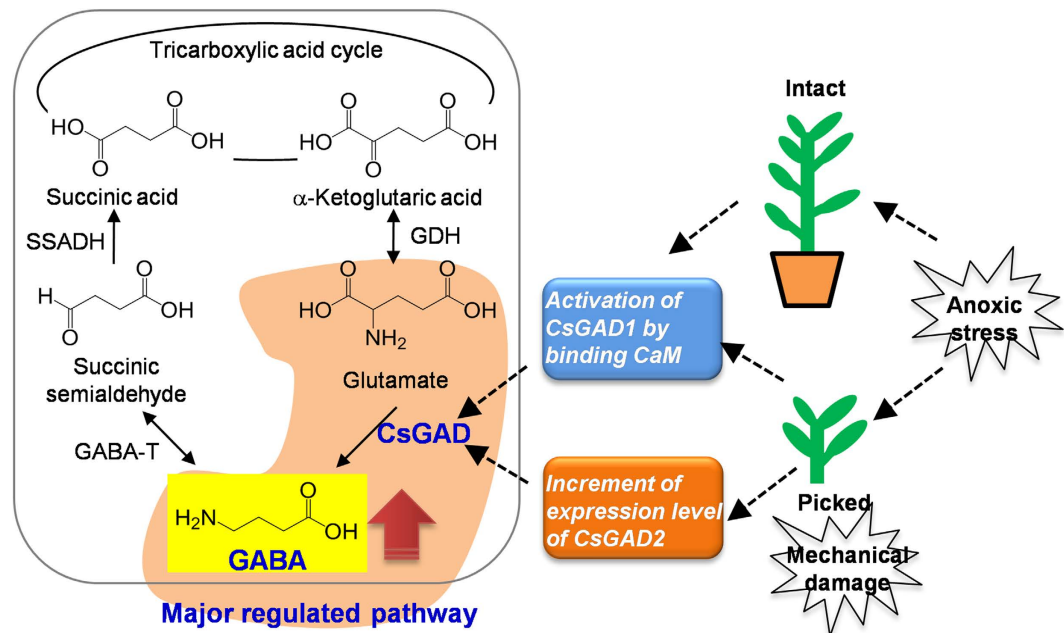 Tricarboxylic acid cycle
O
HO
OH
O
Succinic acid
O
O
HO
OH
O
α-Ketoglutaric acid
SSADH
GDH
O
H
OH
O
Succinic
semialdehyde
O
O
HO
OH
NH2
Glutamate
CsGAD
GABA-T
O
H2N
OH
GABA
Major regulated pathway
Intact
Activation of
CsGAD1 by
binding CaM
Anoxic
stress
Increment of
expression level
of CsGAD2
Picked
Mechanical
damage